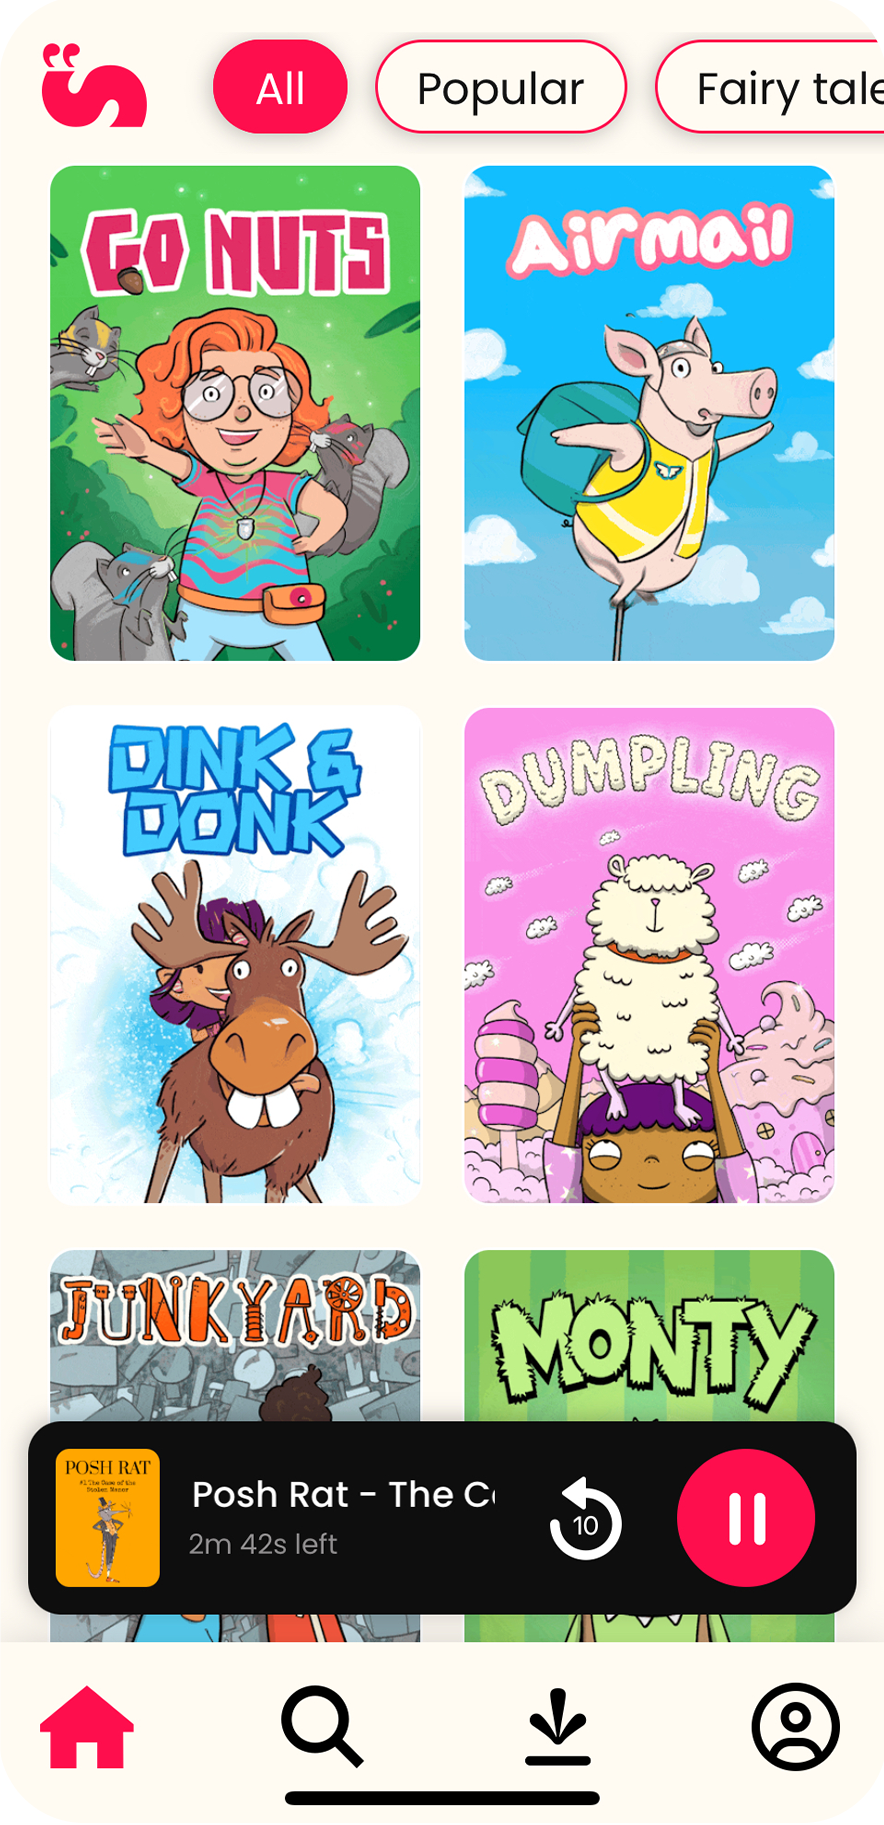 All
Popular
Fairy tale
GO NUTS
Airmail
DINK &
DONK
DUMPLING
JUNKYARD
MONTY
POSH RAT
#1 The Case of the
Stolen Manor
Posh Rat - The C
2m 42s left
10